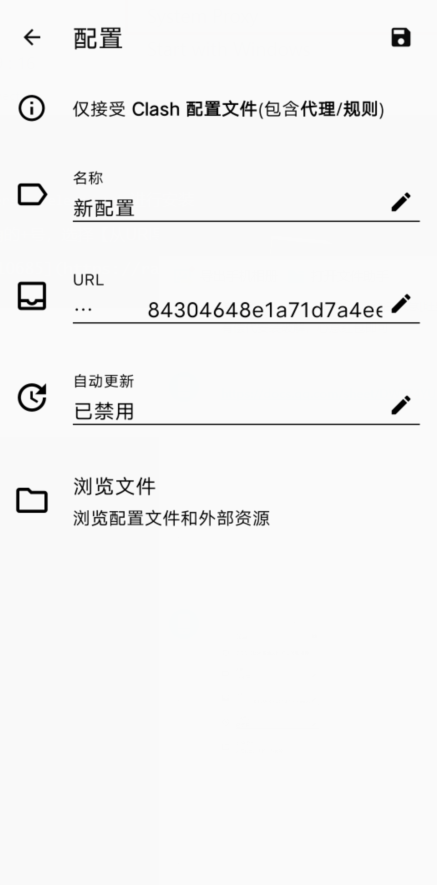 配置
仅接受 Clash 配置文件(包含代理/规则)
名称
新配置
URL
... 84304648e1a71d7a4ee
自动更新
已禁用
浏览文件
浏览配置文件和外部资源